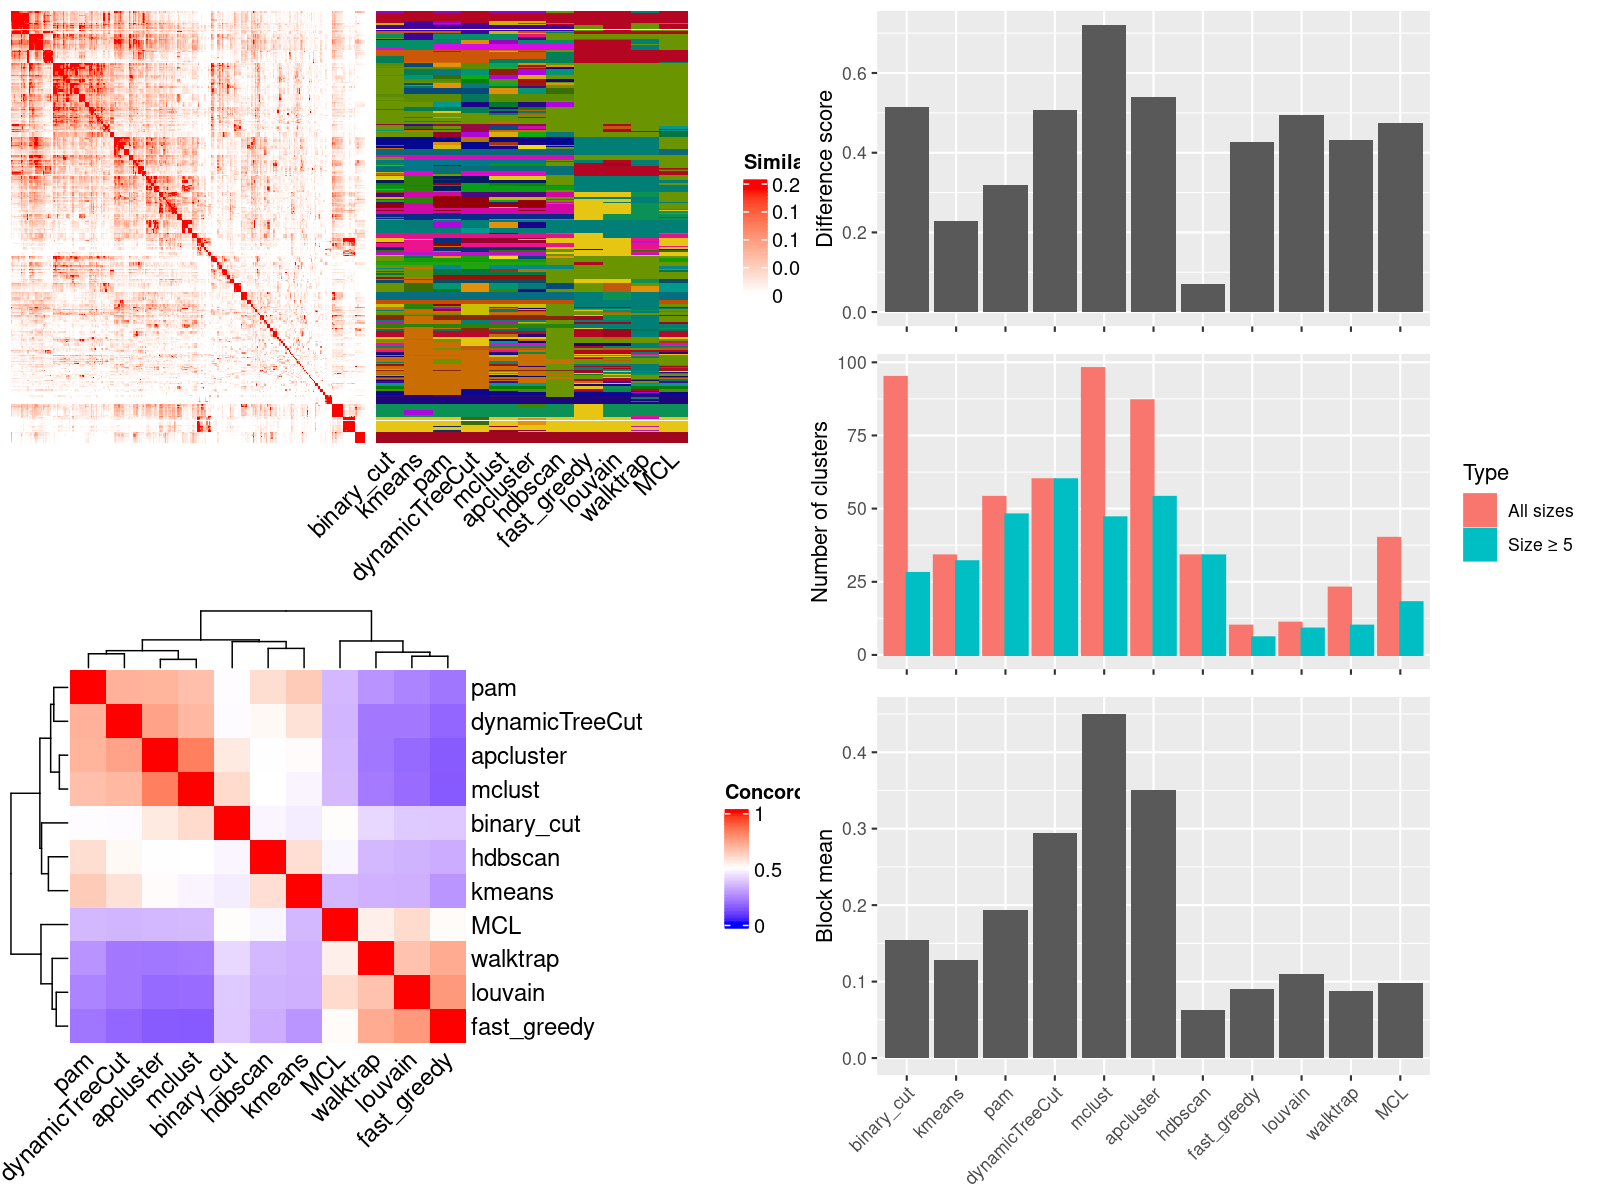 Simila
0.2
0.1
0.1
0.0
0
binary_cut
kmeans
pam
dynamicTreeCut
mclust
apcluster
hdbscan
fast_greedy
louvain
walktrap
MCL
pam
dynamicTreeCut
apcluster
mclust
binary_cut
hdbscan
kmeans
MCL
walktrap
louvain
fast_greedy
pam
dynamicTreeCut
apcluster
mclust
binary_cut
hdbscan
kmeans
MCL
walktrap
louvain
fast_greedy
Concord
1
0.5
0
Difference score
0.6
0.4
0.2
0.0
Number of clusters
100
75
50
25
0
Type
All sizes
Size ≥ 5
Block mean
0.4
0.3
0.2
0.1
0.0
binary_cut
kmeans
pam
dynamicTreeCut
mclust
apcluster
hdbscan
fast_greedy
louvain
walktrap
MCL